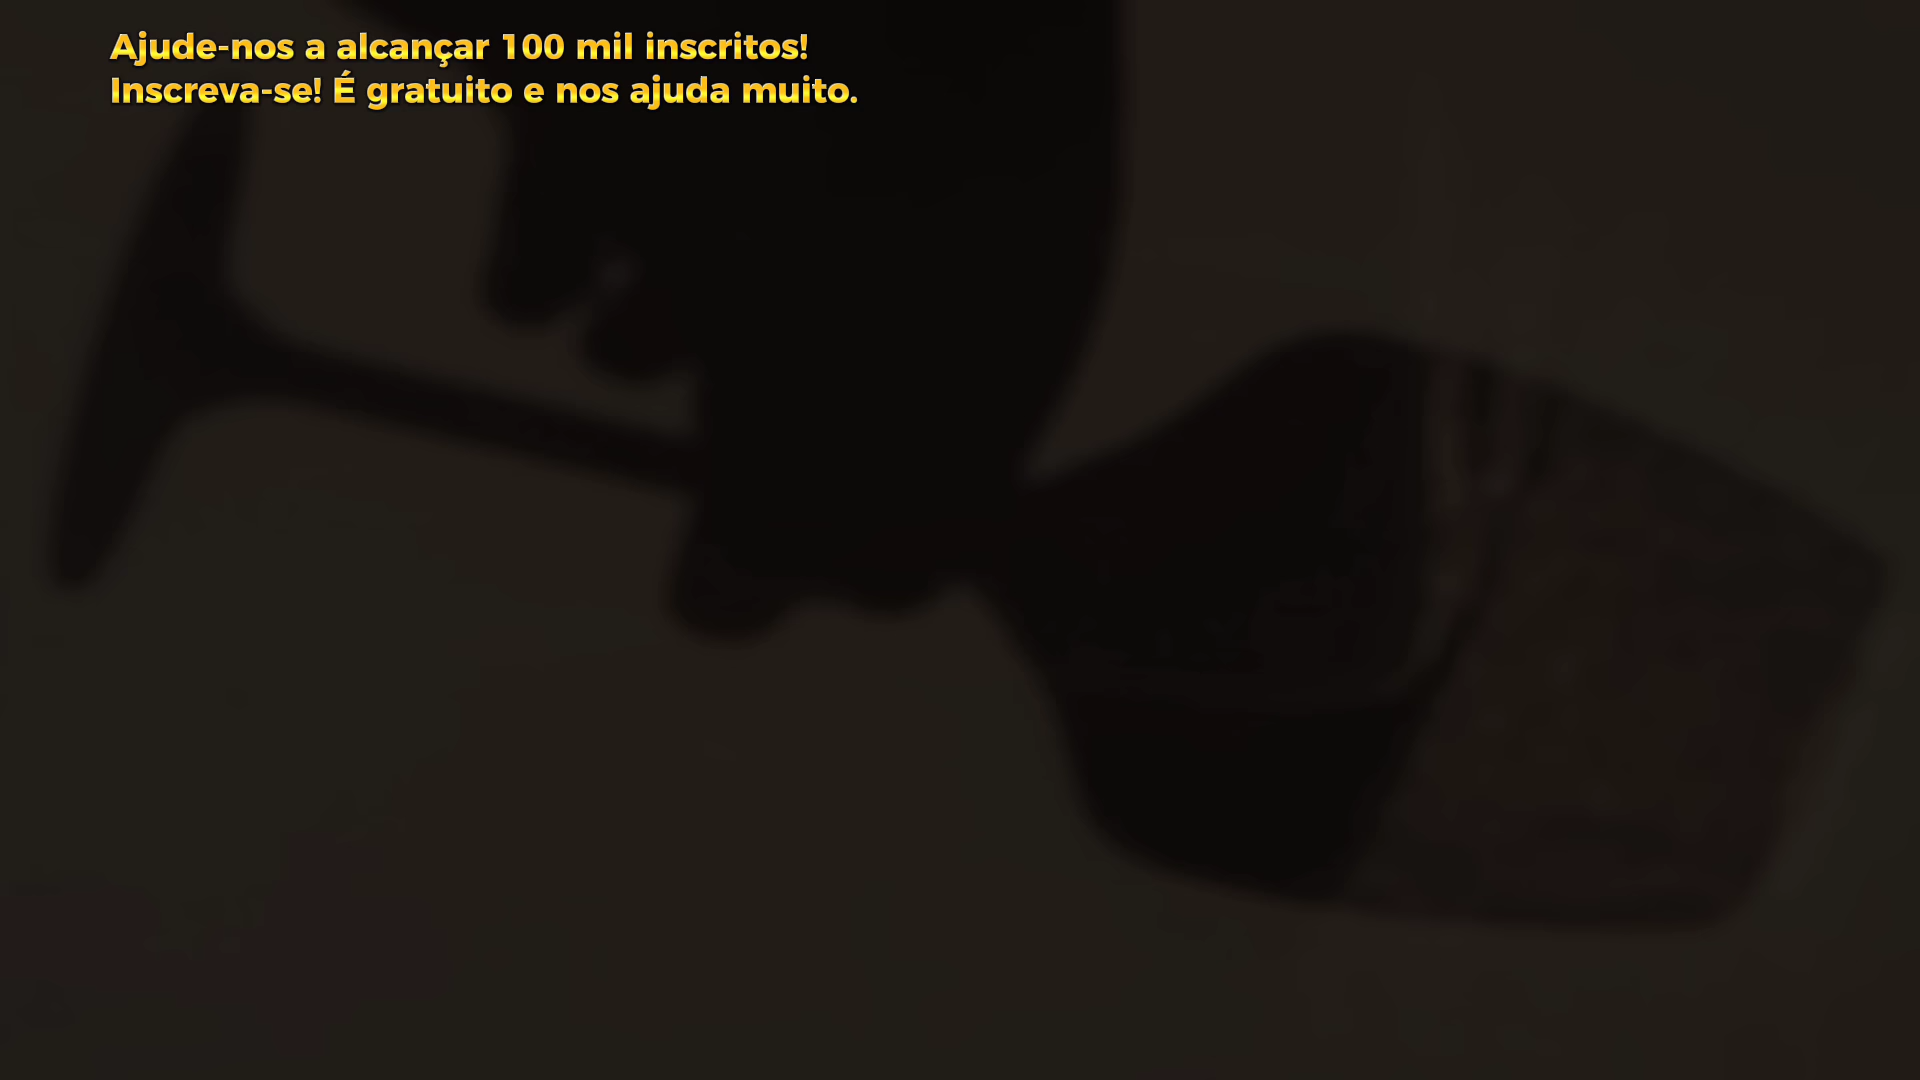 Ajude-nos a alcançar 100 mil inscritos!
Inscreva-se! É gratuito e nos ajuda muito.